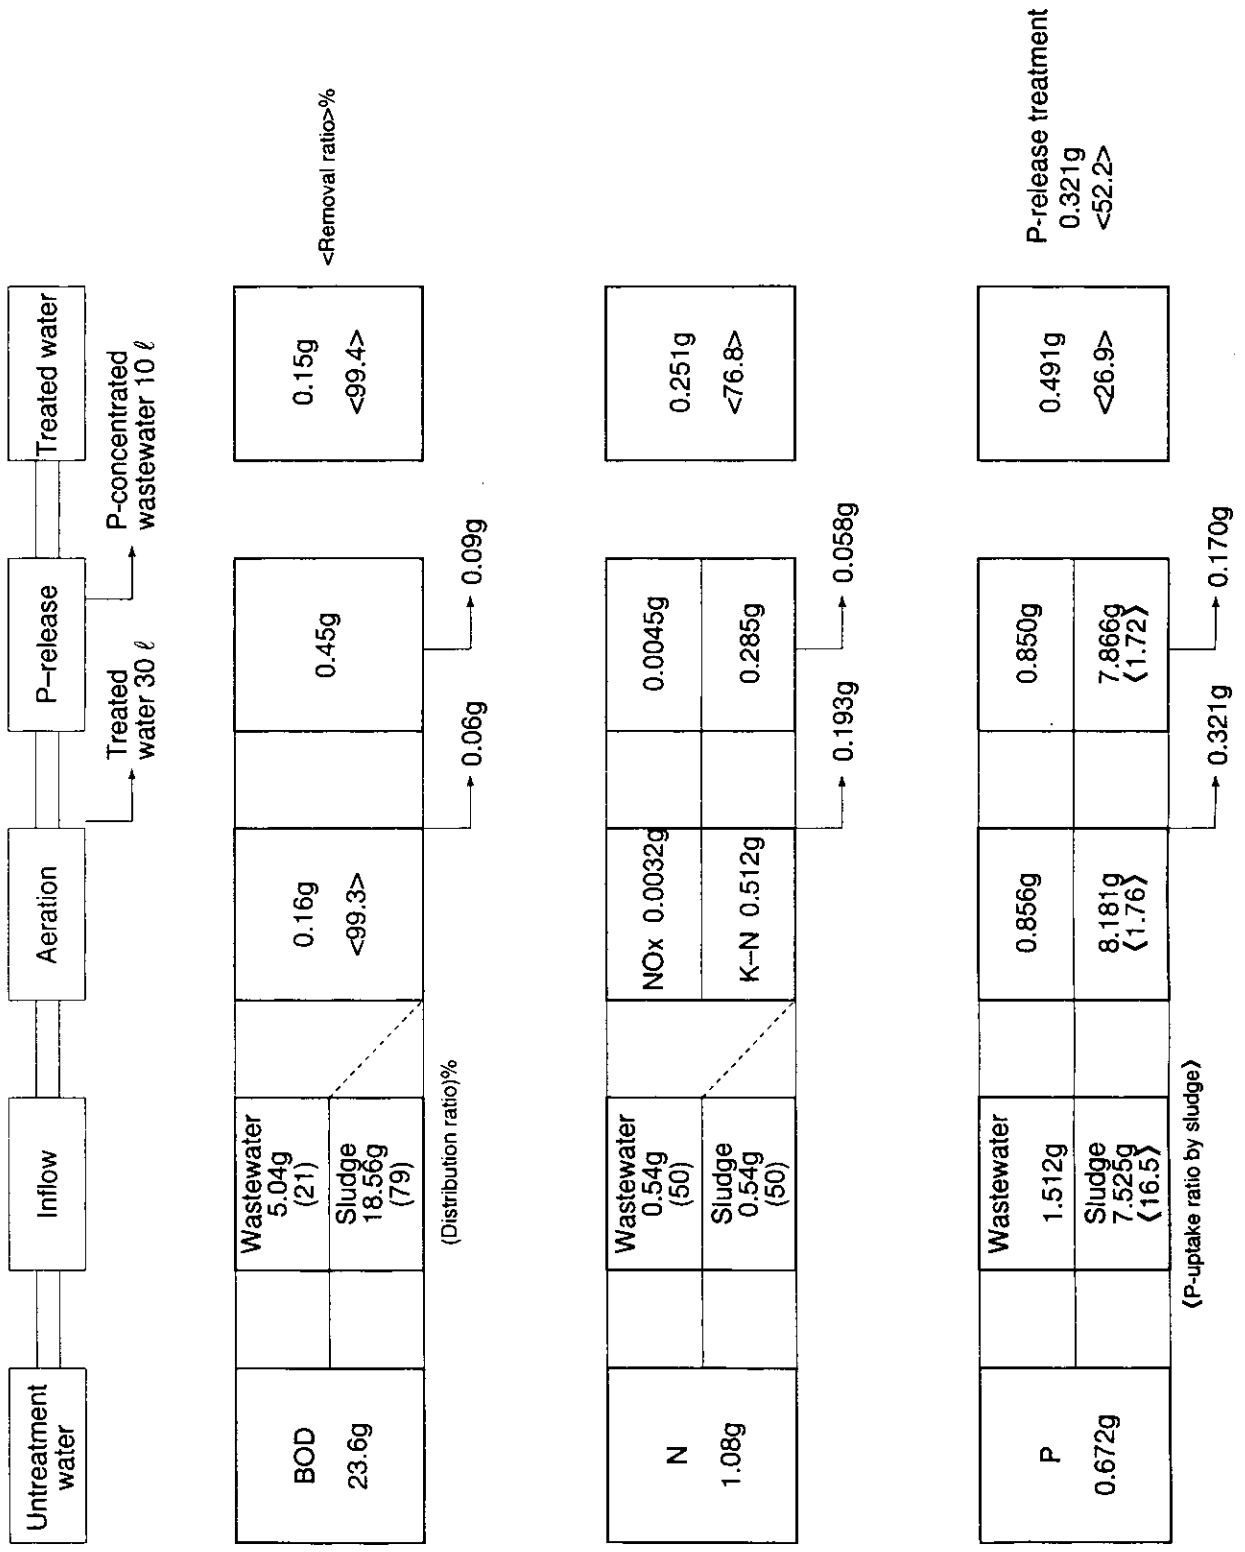 Untreatment
water
Inflow
Aeration
P-release
Treated water
Treated
water 30 ℓ
P-concentrated
wastewater 10 ℓ
BOD
23.6g
Wastewater
5.04g
(21)
Sludge
18.56g
(79)
0.16g
<99.3>
0.45g
0.15g
<99.4>
<Removal ratio>%
0.06g
0.09g
(Distribution ratio)%
N
1.08g
Wastewater
0.54g
(50)
Sludge
0.54g
(50)
NOx 0.0032g
K-N 0.512g
0.0045g
0.285g
0.251g
<76.8>
0.193g
0.058g
P
0.672g
Wastewater
1.512g
Sludge
7.525g
⟨16.5⟩
0.856g
8.181g
⟨1.76⟩
0.850g
7.866g
⟨1.72⟩
0.491g
<26.9>
P-release treatment
0.321g
<52.2>
0.321g
0.170g
⟨P-uptake ratio by sludge⟩